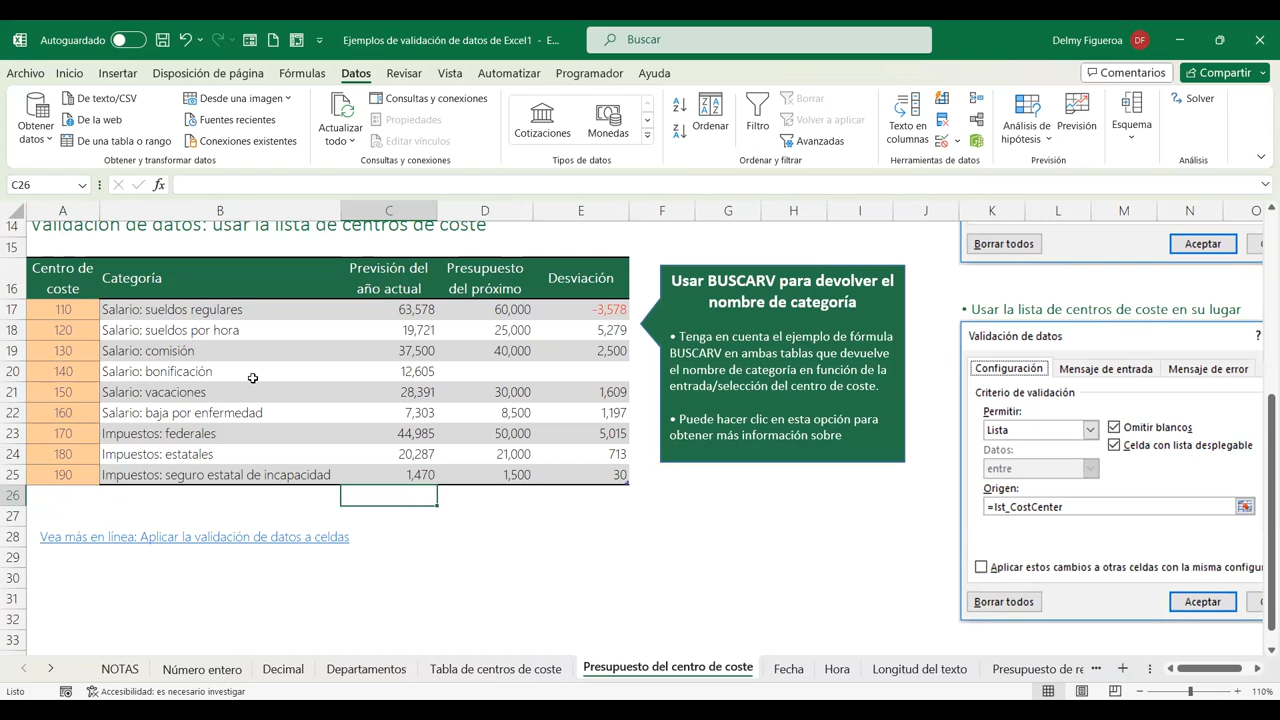 Autoguardado
Ejemplos de validación de datos de Excel1 - E...
Buscar
Delmy Figueroa
DF
Archivo Inicio Insertar Disposición de página Fórmulas Datos Revisar Vista Automatizar Programador Ayuda
Comentarios
Compartir
Obtener datos
De texto/CSV
De la web
De una tabla o rango
Desde una imagen
Fuentes recientes
Conexiones existentes
Obtener y transformar datos
Actualizar todo
Consultas y conexiones
Propiedades
Editar vínculos
Consultas y conexiones
Cotizaciones
Monedas
Tipos de datos
Ordenar
Filtro
Borrar
Volver a aplicar
Avanzadas
Ordenar y filtrar
Texto en columnas
Herramientas de datos
Análisis de hipótesis
Previsión
Previsión
Esquema
Solver
Análisis
C26
fx
A B C D E F G H I J K L M N O
14 Validación de datos: usar la lista de centros de coste
15
16 Centro de coste Categoría Previsión del año actual Presupuesto del próximo Desviación
17 110 Salario: sueldos regulares 63,578 60,000 -3,578
18 120 Salario: sueldos por hora 19,721 25,000 5,279
19 130 Salario: comisión 37,500 40,000 2,500
20 140 Salario: bonificación 12,605
21 150 Salario: vacaciones 28,391 30,000 1,609
22 160 Salario: baja por enfermedad 7,303 8,500 1,197
23 170 Impuestos: federales 44,985 50,000 5,015
24 180 Impuestos: estatales 20,287 21,000 713
25 190 Impuestos: seguro estatal de incapacidad 1,470 1,500 30
26
27
28 Vea más en línea: Aplicar la validación de datos a celdas
29
30
31
32
33
Usar BUSCARV para devolver el
nombre de categoría
• Tenga en cuenta el ejemplo de fórmula
BUSCARV en ambas tablas que devuelve
el nombre de categoría en función de la
entrada/selección del centro de coste.
• Puede hacer clic en esta opción para
obtener más información sobre
Borrar todos
Aceptar
• Usar la lista de centros de coste en su lugar
Validación de datos
?
Configuración Mensaje de entrada Mensaje de error
Criterio de validación
Permitir:
Lista
Omitir blancos
Celda con lista desplegable
Datos:
entre
Origen:
=lst_CostCenter
Aplicar estos cambios a otras celdas con la misma configur
Borrar todos
Aceptar
NOTAS Número entero Decimal Departamentos Tabla de centros de coste Presupuesto del centro de coste Fecha Hora Longitud del texto Presupuesto de re ...
Listo
Accesibilidad: es necesario investigar
110%